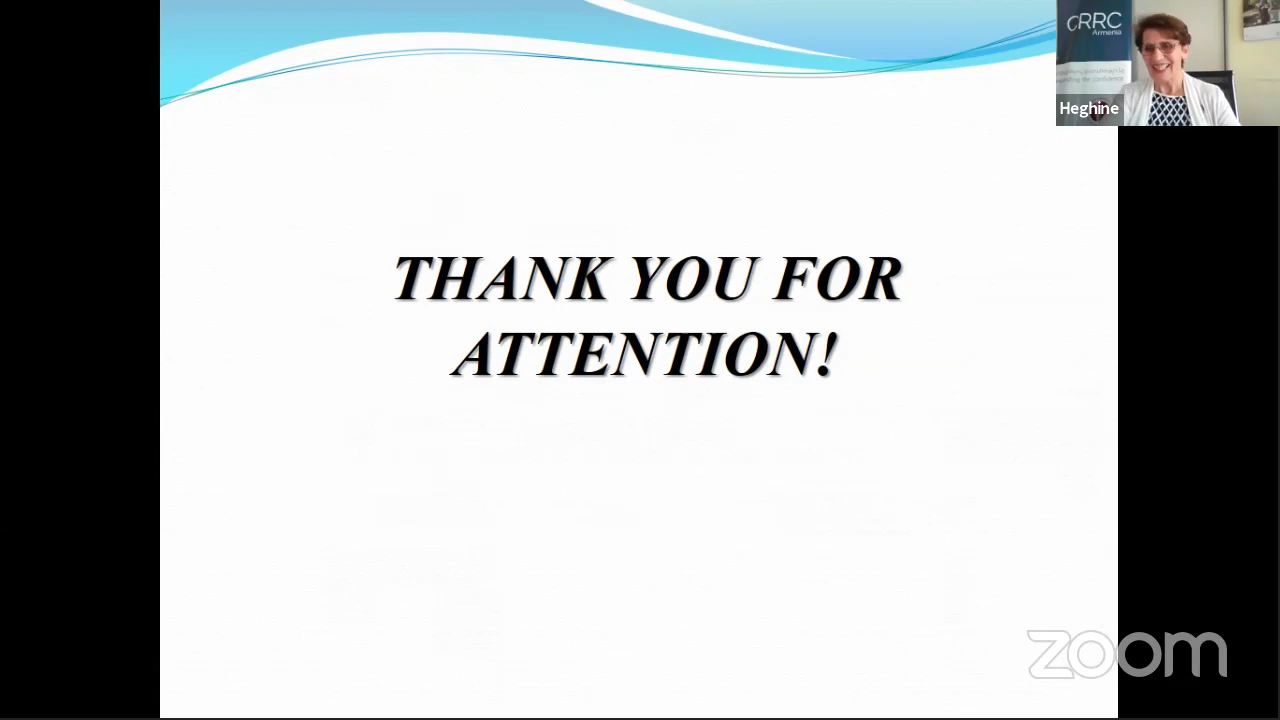 THANK YOU FOR
ATTENTION!
CRRC
Armenia
Heghine
zoom